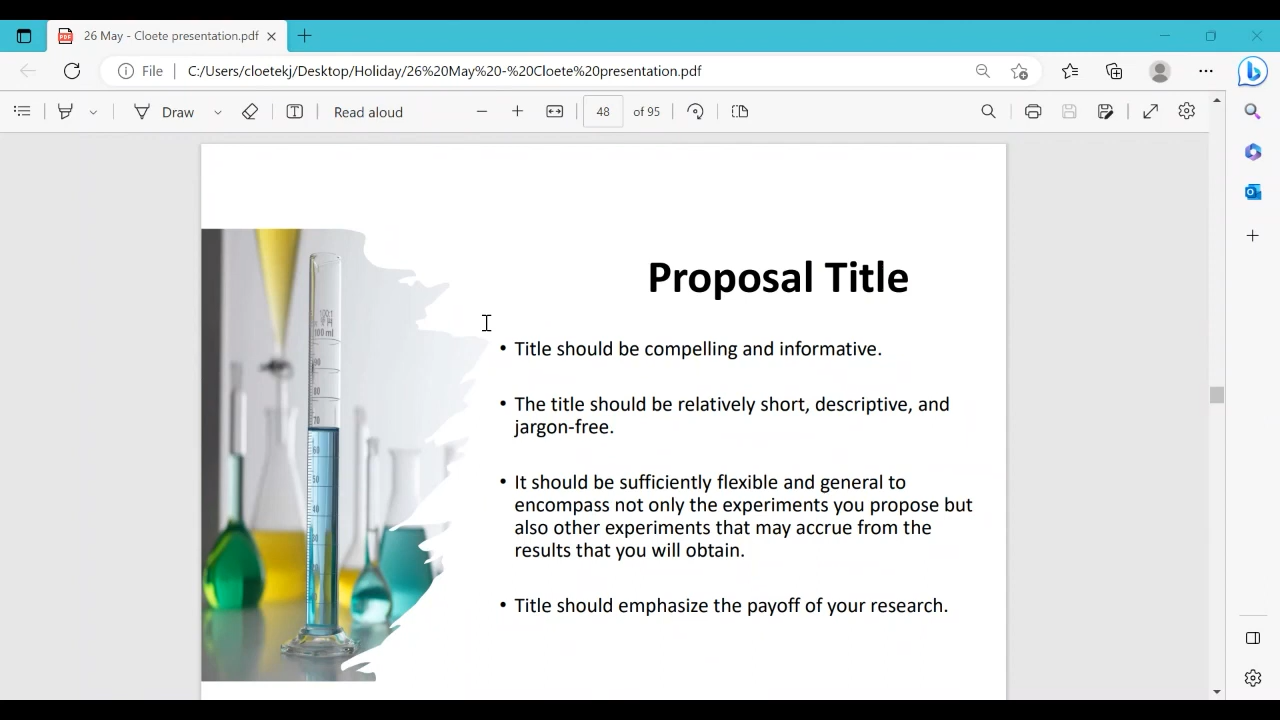 26 May - Cloete presentation.pdf
File
C:/Users/cloetekj/Desktop/Holiday/26%20May%20-%20Cloete%20presentation.pdf
Draw
Read aloud
48
of 95
Proposal Title
• Title should be compelling and informative.
• The title should be relatively short, descriptive, and
jargon-free.
• It should be sufficiently flexible and general to
encompass not only the experiments you propose but
also other experiments that may accrue from the
results that you will obtain.
• Title should emphasize the payoff of your research.
100 ml